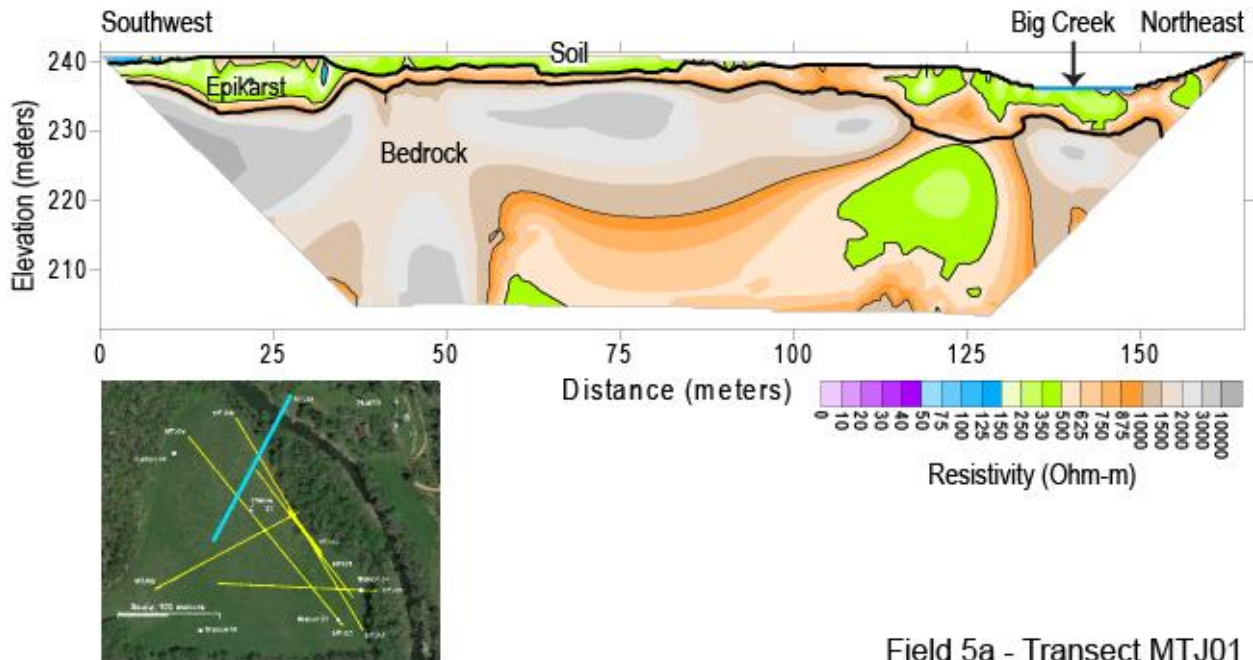 Southwest
Big Creek
Northeast
Soil
Epikarst
Bedrock
Elevation (meters)
240
230
220
210
0
25
50
75
100
125
150
Distance (meters)
0 10 20 30 40 50 75 100 125 150 200 250 350 500 625 750 875 1000 1500 2000 3000 10000
Resistivity (Ohm-m)
Field 5a - Transect MTJ01